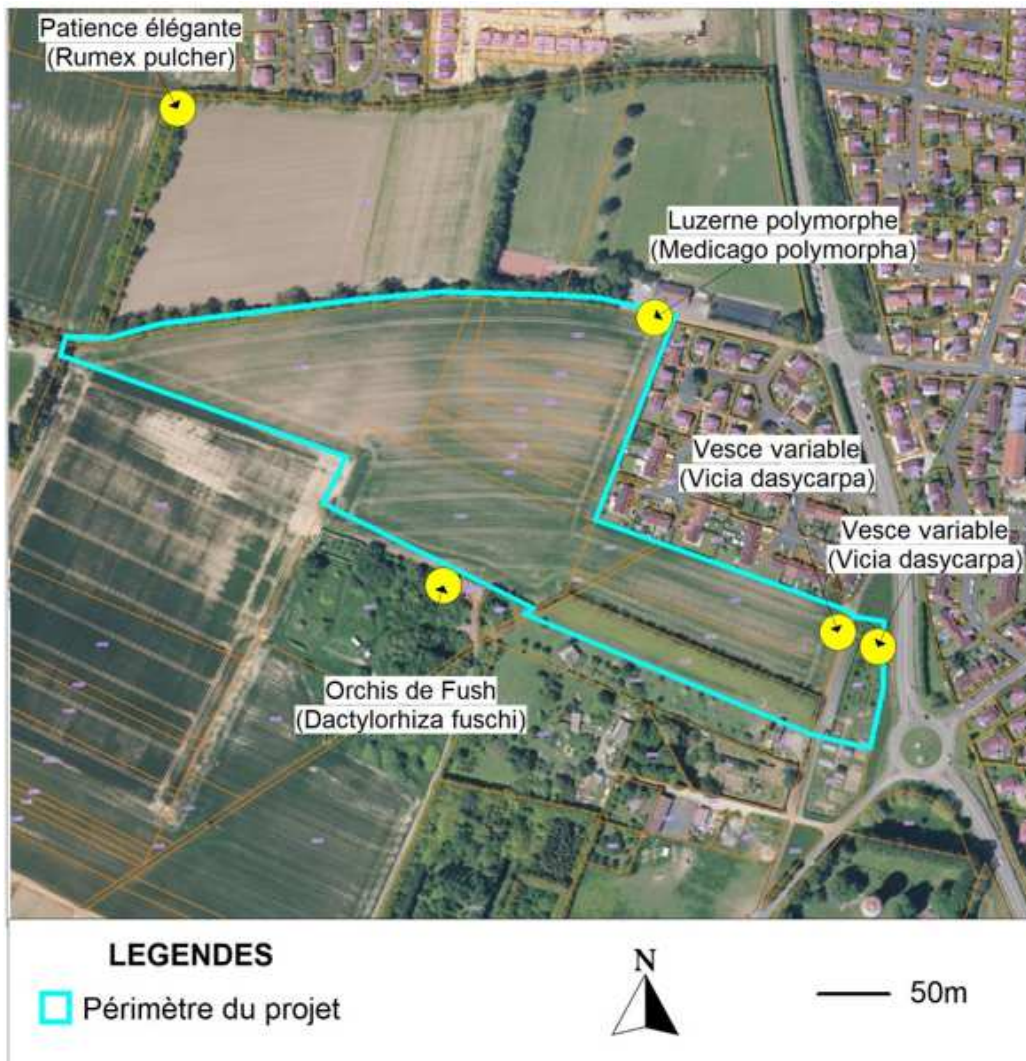 Patience élégante
(Rumex pulcher)
Luzerne polymorphe
(Medicago polymorpha)
Vesce variable
(Vicia dasycarpa)
Vesce variable
(Vicia dasycarpa)
Orchis de Fush
(Dactylorhiza fuschi)
LEGENDES
Périmètre du projet
N
50m